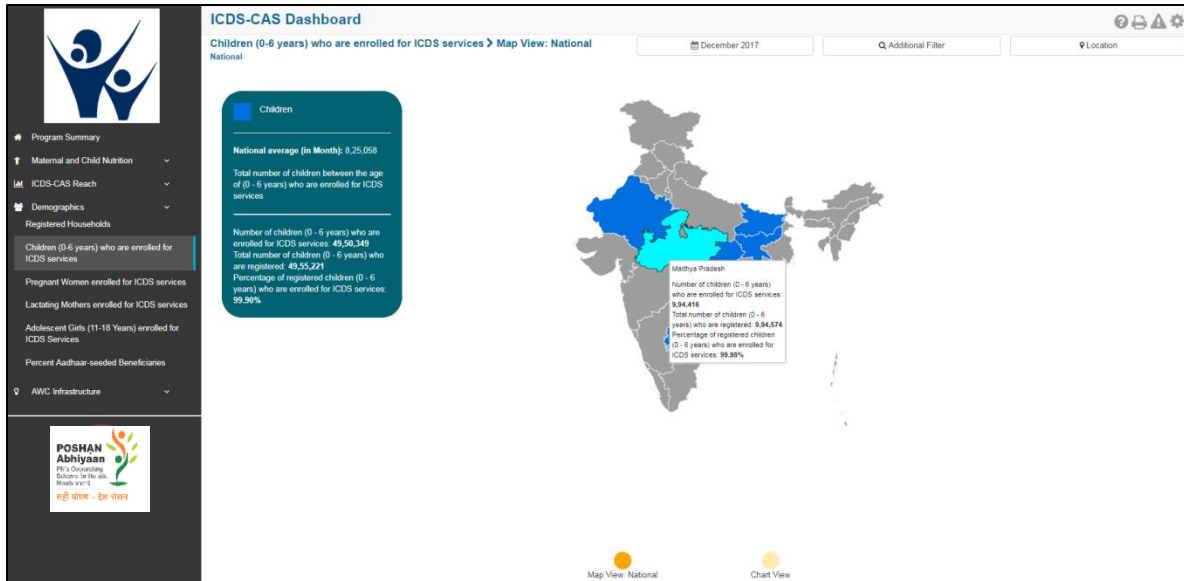 ICDS-CAS Dashboard
Children (0-6 years) who are enrolled for ICDS services > Map View: National
National
December 2017
Additional Filter
Location
Program Summary
Maternal and Child Nutrition
ICDS-CAS Reach
Demographics
Registered Households
Children (0-6 years) who are enrolled for
ICDS services
Pregnant Women enrolled for ICDS services
Lactating Mothers enrolled for ICDS services
Adolescent Girls (11-18 Years) enrolled for
ICDS Services
Percent Aadhaar-seeded Beneficiaries
AWC Infrastructure
POSHAN
Abhiyaan
PM's Overarching
Scheme for Holistic
Nourishment
सही पोषण - देश रोशन
Children
National average (in Month): 8,25,058
Total number of children between the age
of (0 - 6 years) who are enrolled for ICDS
services
Number of children (0 - 6 years) who are
enrolled for ICDS services: 49,50,349
Total number of children (0 - 6 years) who
are registered: 49,55,221
Percentage of registered children (0 - 6
years) who are enrolled for ICDS services:
99.90%
Madhya Pradesh
Number of children (0 - 6 years)
who are enrolled for ICDS services:
9,94,416
Total number of children (0 - 6
years) who are registered: 9,94,574
Percentage of registered children
(0 - 6 years) who are enrolled for
ICDS services: 99.98%
Map View: National
Chart View